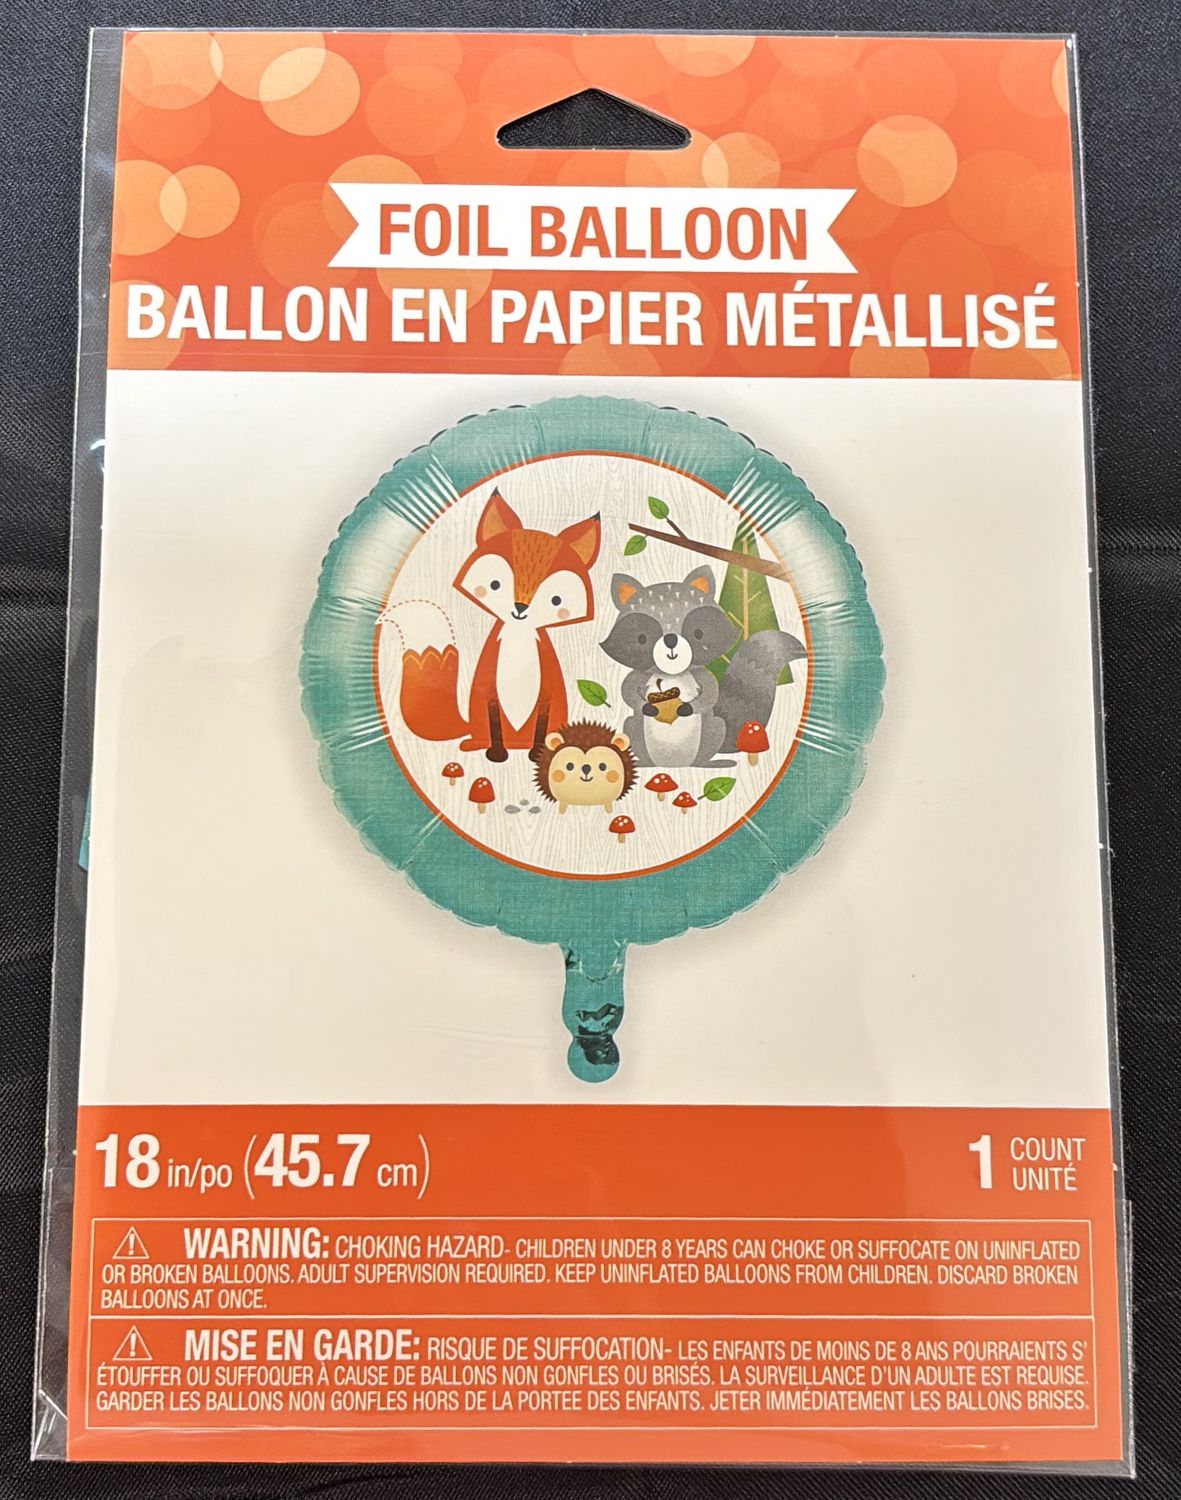 FOIL BALLOON
BALLON EN PAPIER MÉTALLISÉ
18 in/po (45.7 cm)
1 COUNT
UNITÉ
WARNING: CHOKING HAZARD- CHILDREN UNDER 8 YEARS CAN CHOKE OR SUFFOCATE ON UNINFLATED
OR BROKEN BALLOONS. ADULT SUPERVISION REQUIRED. KEEP UNINFLATED BALLOONS FROM CHILDREN. DISCARD BROKEN
BALLOONS AT ONCE.
MISE EN GARDE: RISQUE DE SUFFOCATION- LES ENFANTS DE MOINS DE 8 ANS POURRAIENT S'
ÉTOUFFER OU SUFFOQUER À CAUSE DE BALLONS NON GONFLES OU BRISÉS. LA SURVEILLANCE D'UN ADULTE EST REQUISE.
GARDER LES BALLONS NON GONFLES HORS DE LA PORTEE DES ENFANTS. JETER IMMÉDIATEMENT LES BALLONS BRISES.